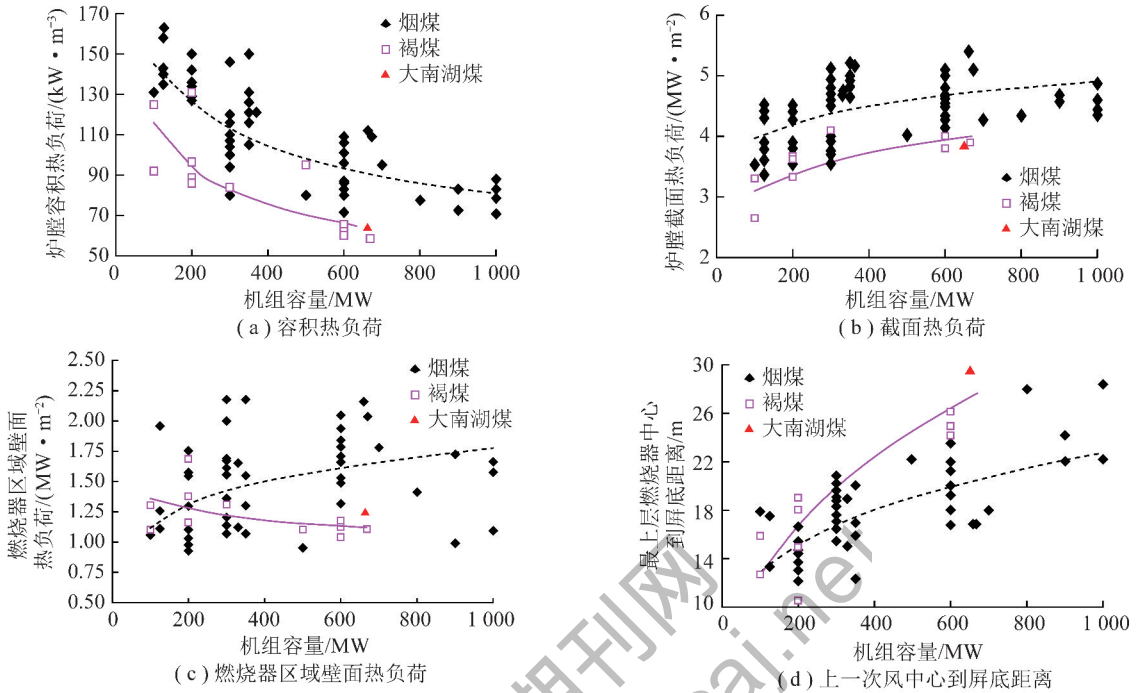 170
150
130
110
90
70
50
0
200
400
600
800
1 000
炉膛容积热负荷/(kW·m⁻³)
机组容量/MW
烟煤
褐煤
大南湖煤
(a) 容积热负荷
6
5
4
3
2
0
200
400
600
800
1 000
炉膛截面热负荷/(MW·m⁻²)
机组容量/MW
烟煤
褐煤
大南湖煤
(b) 截面热负荷
2.50
2.25
2.00
1.75
1.50
1.25
1.00
0.75
0.50
0
200
400
600
800
1 000
燃烧器区域壁面
热负荷/(MW·m⁻²)
机组容量/MW
烟煤
褐煤
大南湖煤
(c) 燃烧器区域壁面热负荷
30
26
22
18
14
10
0
200
400
600
800
1 000
最上层燃烧器中心
到屏底距离/m
机组容量/MW
烟煤
褐煤
大南湖煤
(d) 上一次风中心到屏底距离
期刊网